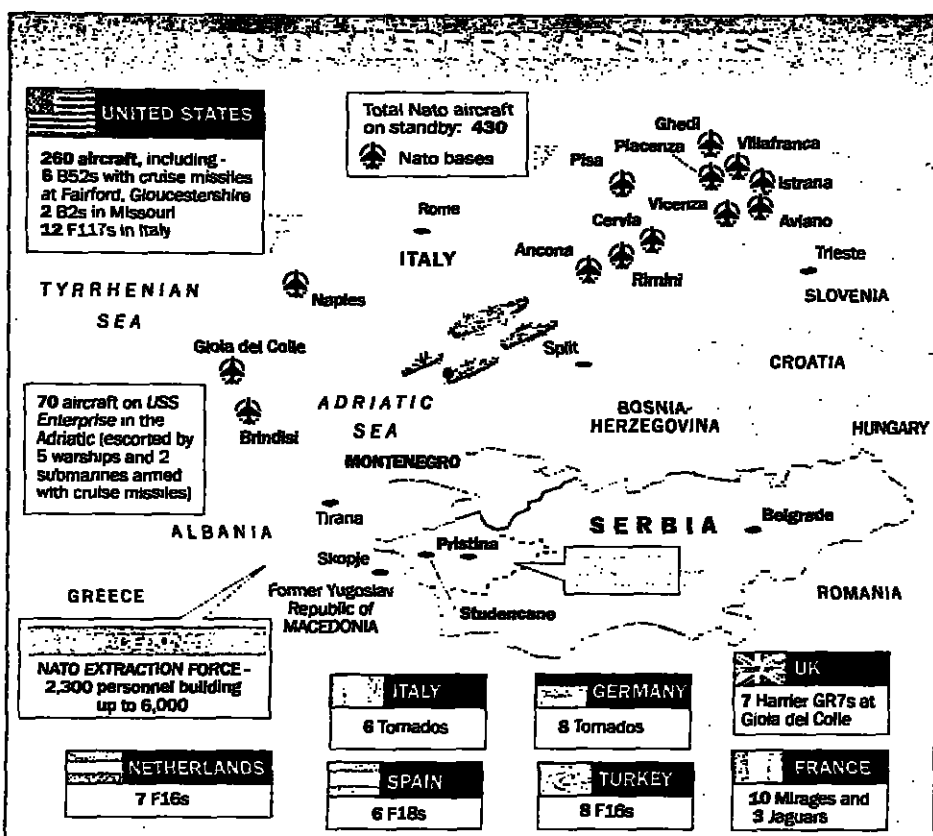 UNITED STATES
260 aircraft, including -
6 B52s with cruise missiles
at Fairford, Gloucestershire
2 B2s in Missouri
12 F117s in Italy
Total Nato aircraft
on standby: 430
Nato bases
Ghedi
Villafranca
Piacenza
Pisa
Istrana
Vicenza
Aviano
Rome
Cervia
Ancona
Rimini
Trieste
ITALY
SLOVENIA
TYRRHENIAN
SEA
Naples
Gioia del Colle
Split
CROATIA
70 aircraft on USS
Enterprise in the
Adriatic (escorted by
5 warships and 2
submarines armed
with cruise missiles)
Brindisi
ADRIATIC
SEA
BOSNIA-
HERZEGOVINA
HUNGARY
MONTENEGRO
Tirana
ALBANIA
SERBIA
Belgrade
Pristina
Skopje
GREECE
Former Yugoslav
Republic of
MACEDONIA
Studencane
ROMANIA
NATO EXTRACTION FORCE -
2,300 personnel building
up to 6,000
ITALY
6 Tornados
GERMANY
8 Tornados
UK
7 Harrier GR7s at
Gioia del Colle
NETHERLANDS
7 F16s
SPAIN
6 F18s
TURKEY
8 F16s
FRANCE
10 Mirages and
3 Jaguars